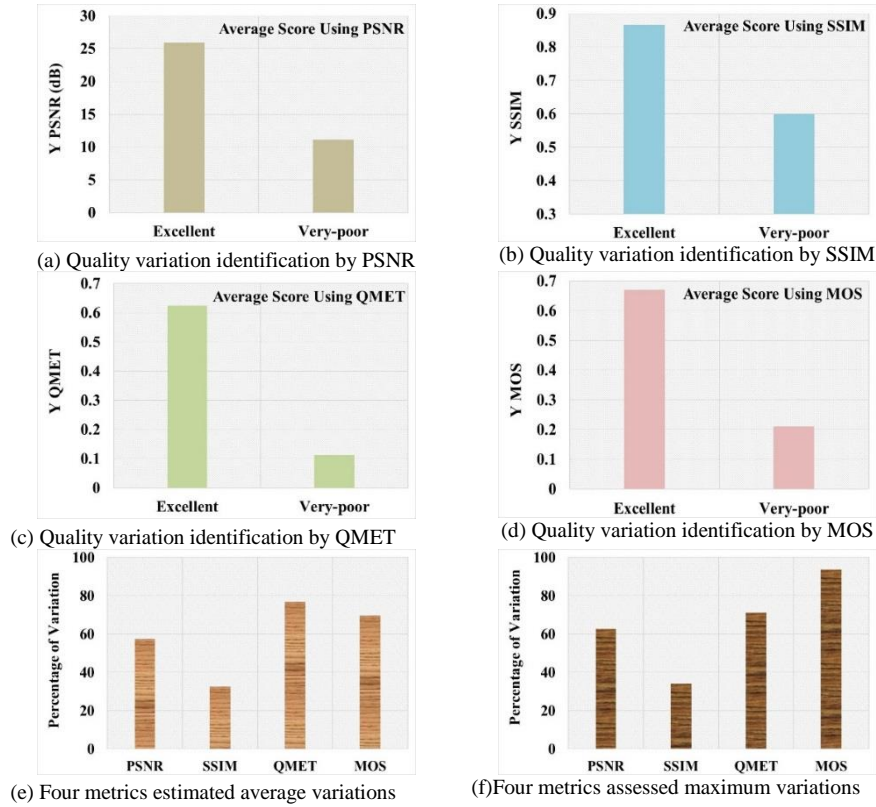 Average Score Using PSNR
Y PSNR (dB)
30
25
20
15
10
5
0
Excellent Very-poor
(a) Quality variation identification by PSNR
Average Score Using SSIM
Y SSIM
0.9
0.8
0.7
0.6
0.5
0.4
0.3
Excellent Very-poor
(b) Quality variation identification by SSIM
Average Score Using QMET
Y QMET
0.7
0.6
0.5
0.4
0.3
0.2
0.1
0
Excellent Very-poor
(c) Quality variation identification by QMET
Average Score Using MOS
Y MOS
0.7
0.6
0.5
0.4
0.3
0.2
0.1
0
Excellent Very-poor
(d) Quality variation identification by MOS
Percentage of Variation
100
80
60
40
20
0
PSNR SSIM QMET MOS
(e) Four metrics estimated average variations
Percentage of Variation
100
80
60
40
20
0
PSNR SSIM QMET MOS
(f)Four metrics assessed maximum variations